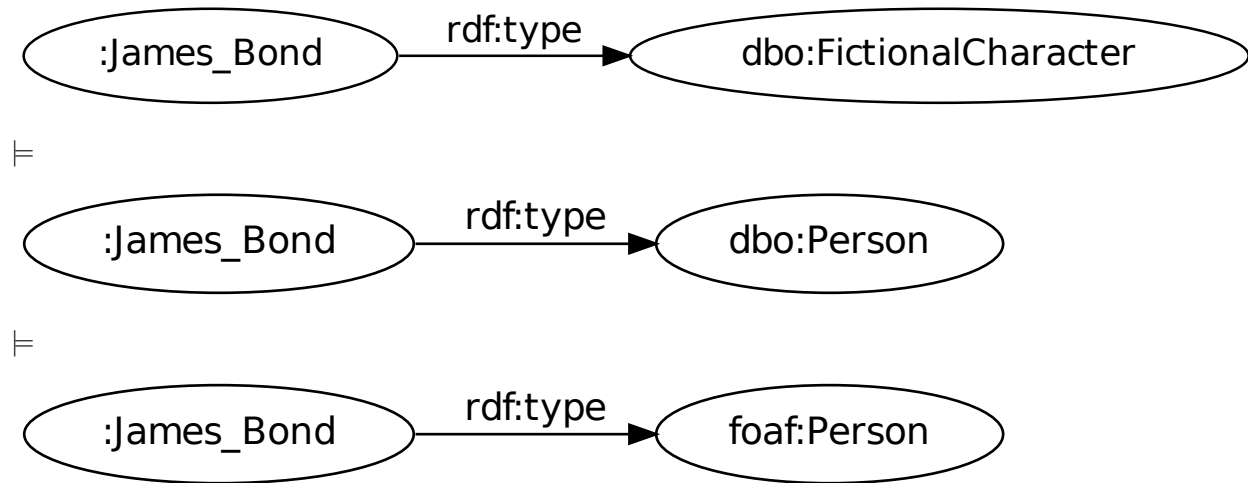 :James_Bond rdf:type dbo:FictionalCharacter
⊨
:James_Bond rdf:type dbo:Person
⊨
:James_Bond rdf:type foaf:Person